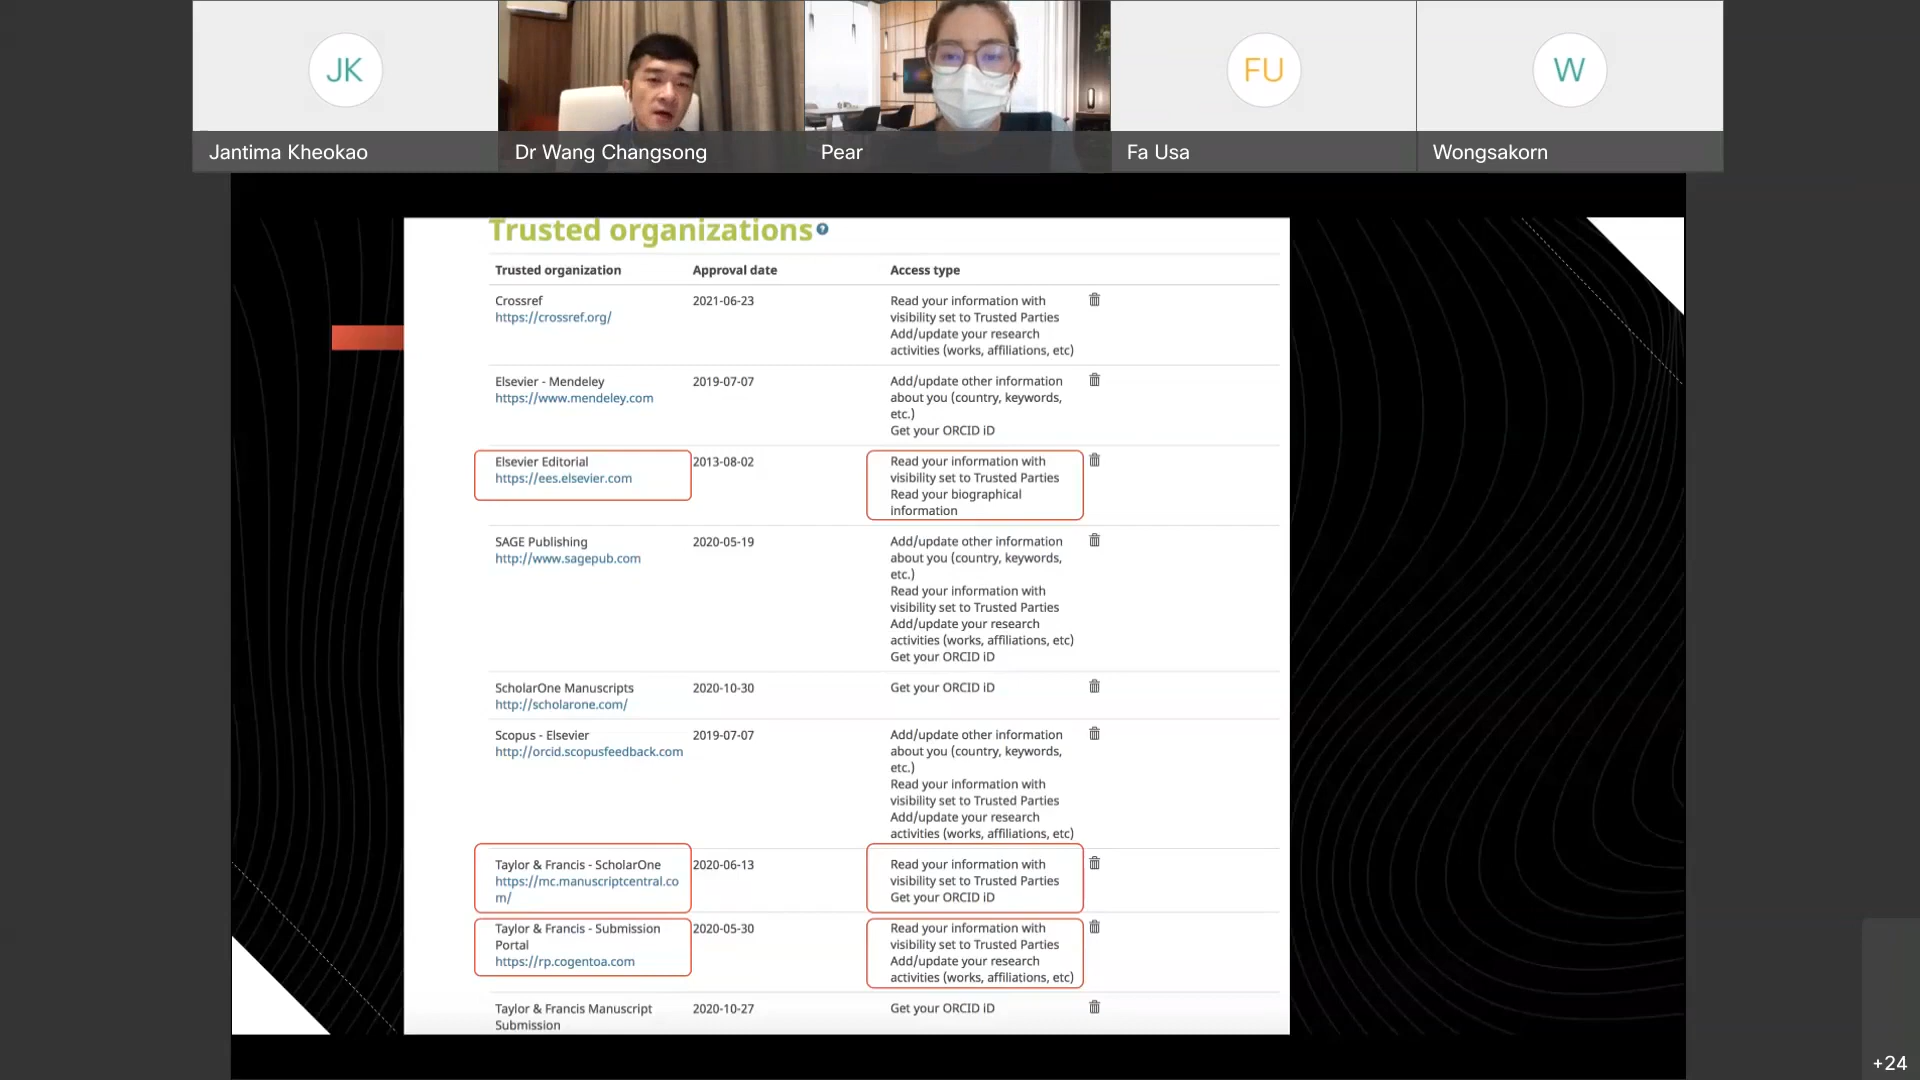 JK
FU
W
Jantima Kheokao
Dr Wang Changsong
Pear
Fa Usa
Wongsakorn
Trusted organizations
Trusted organization Approval date Access type
Crossref 2021-06-23 Read your information with
https://crossref.org/ visibility set to Trusted Parties
Add/update your research
activities (works, affiliations, etc)
Elsevier - Mendeley 2019-07-07 Add/update other information
https://www.mendeley.com about you (country, keywords,
etc.)
Get your ORCID iD
Elsevier Editorial 2013-08-02 Read your information with
https://ees.elsevier.com visibility set to Trusted Parties
Read your biographical
information
SAGE Publishing 2020-05-19 Add/update other information
http://www.sagepub.com about you (country, keywords,
etc.)
Read your information with
visibility set to Trusted Parties
Add/update your research
activities (works, affiliations, etc)
Get your ORCID iD
ScholarOne Manuscripts 2020-10-30 Get your ORCID iD
http://scholarone.com/
Scopus - Elsevier 2019-07-07 Add/update other information
http://orcid.scopusfeedback.com about you (country, keywords,
etc.)
Read your information with
visibility set to Trusted Parties
Add/update your research
activities (works, affiliations, etc)
Taylor & Francis - ScholarOne 2020-06-13 Read your information with
https://mc.manuscriptcentral.co visibility set to Trusted Parties
m/ Get your ORCID iD
Taylor & Francis - Submission 2020-05-30 Read your information with
Portal visibility set to Trusted Parties
https://rp.cogentoa.com Add/update your research
activities (works, affiliations, etc)
Taylor & Francis Manuscript 2020-10-27 Get your ORCID iD
Submission
+24